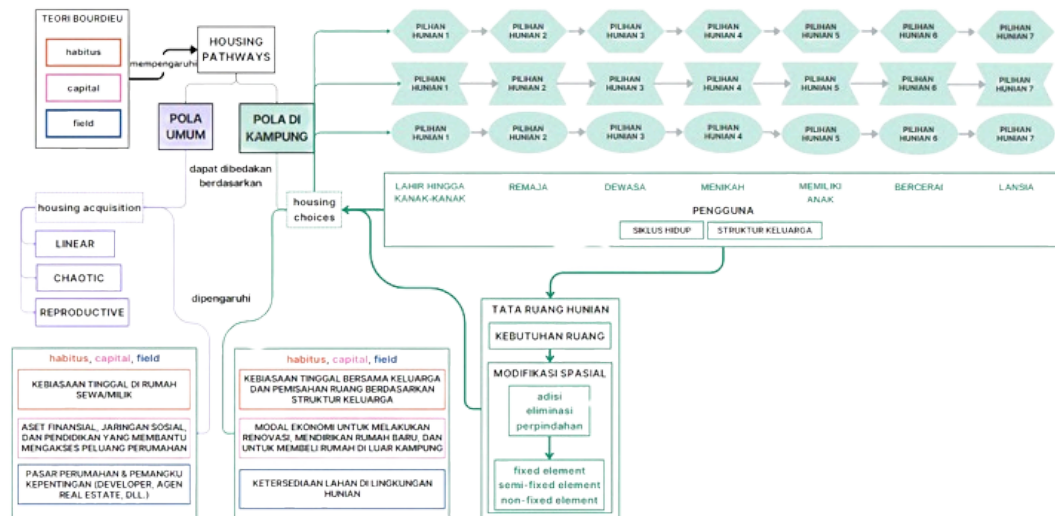 TEORI BOURDIEU
habitus
capital
field
mempengaruhi
HOUSING
PATHWAYS
POLA
UMUM
POLA DI
KAMPUNG
dapat dibedakan
berdasarkan
housing acquisition
LINEAR
CHAOTIC
REPRODUCTIVE
housing
choices
dipengaruhi
PILIHAN
HUNIAN 1
PILIHAN
HUNIAN 2
PILIHAN
HUNIAN 3
PILIHAN
HUNIAN 4
PILIHAN
HUNIAN 5
PILIHAN
HUNIAN 6
PILIHAN
HUNIAN 7
PILIHAN
HUNIAN 1
PILIHAN
HUNIAN 2
PILIHAN
HUNIAN 3
PILIHAN
HUNIAN 4
PILIHAN
HUNIAN 5
PILIHAN
HUNIAN 6
PILIHAN
HUNIAN 7
PILIHAN
HUNIAN 1
PILIHAN
HUNIAN 2
PILIHAN
HUNIAN 3
PILIHAN
HUNIAN 4
PILIHAN
HUNIAN 5
PILIHAN
HUNIAN 6
PILIHAN
HUNIAN 7
LAHIR HINGGA
KANAK-KANAK
REMAJA
DEWASA
MENIKAH
MEMILIKI
ANAK
BERCERAI
LANSIA
PENGGUNA
SIKLUS HIDUP
STRUKTUR KELUARGA
TATA RUANG HUNIAN
KEBUTUHAN RUANG
MODIFIKASI SPASIAL
adisi
eliminasi
perpindahan
fixed element
semi-fixed element
non-fixed element
habitus, capital, field
KEBIASAAN TINGGAL DI RUMAH
SEWA/MILIK
ASET FINANSIAL, JARINGAN SOSIAL,
DAN PENDIDIKAN YANG MEMBANTU
MENGAKSES PELUANG PERUMAHAN
PASAR PERUMAHAN & PEMANGKU
KEPENTINGAN (DEVELOPER, AGEN
REAL ESTATE, DLL.)
habitus, capital, field
KEBIASAAN TINGGAL BERSAMA KELUARGA
DAN PEMISAHAN RUANG BERDASARKAN
STRUKTUR KELUARGA
MODAL EKONOMI UNTUK MELAKUKAN
RENOVASI, MENDIRIKAN RUMAH BARU, DAN
UNTUK MEMBELI RUMAH DI LUAR KAMPUNG
KETERSEDIAAN LAHAN DI LINGKUNGAN
HUNIAN